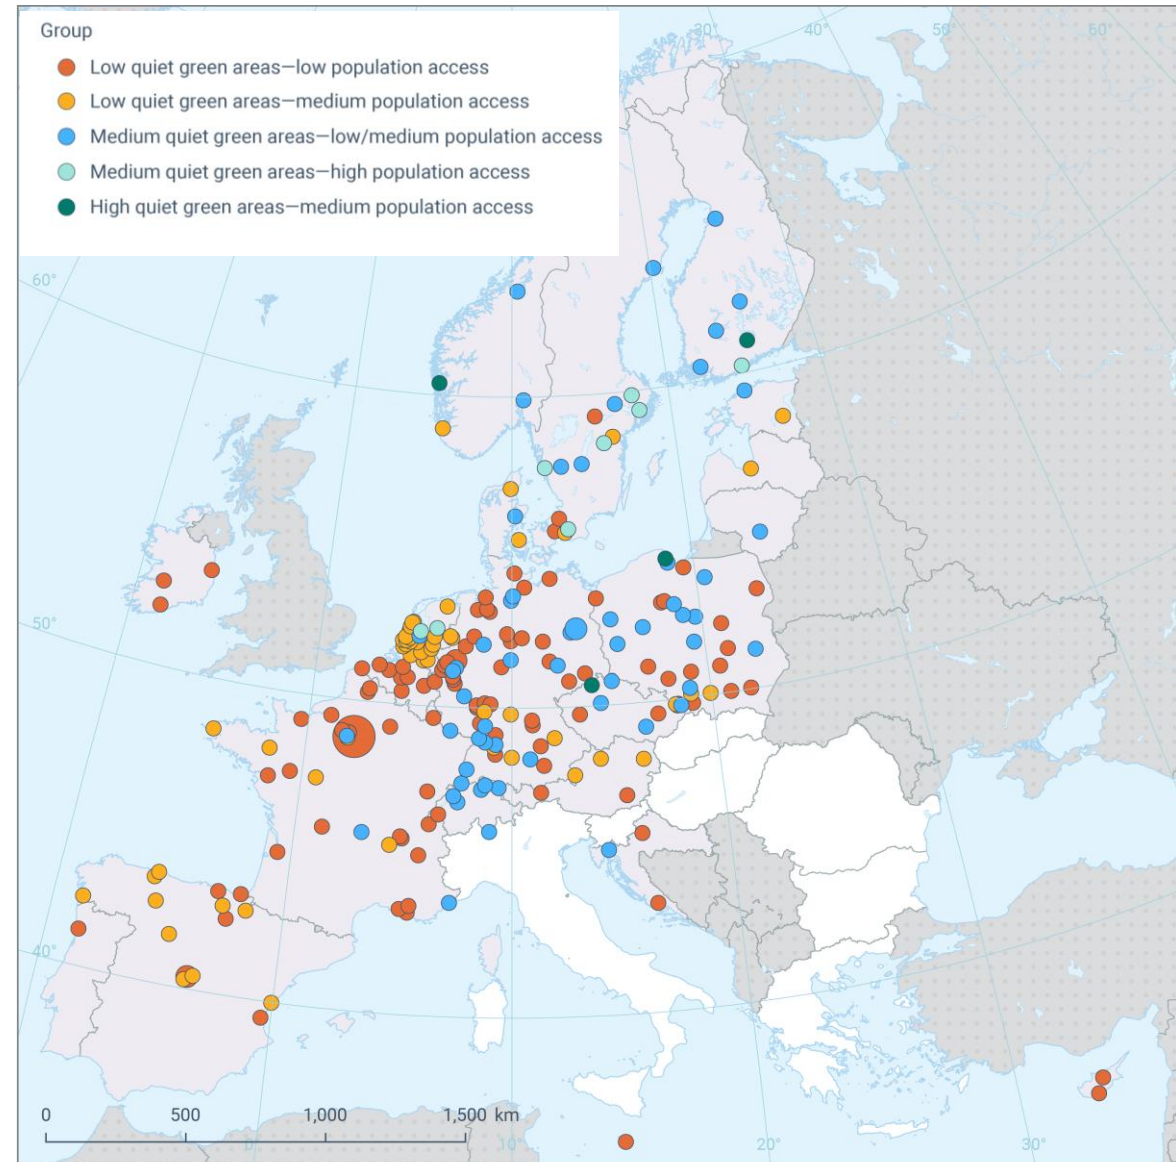 Group
Low quiet green areas—low population access
Low quiet green areas—medium population access
Medium quiet green areas—low/medium population access
Medium quiet green areas—high population access
High quiet green areas—medium population access
30°
40°
50°
60°
60°
50°
40°
0 500 1,000 1,500 km
0°
10°
20°
30°